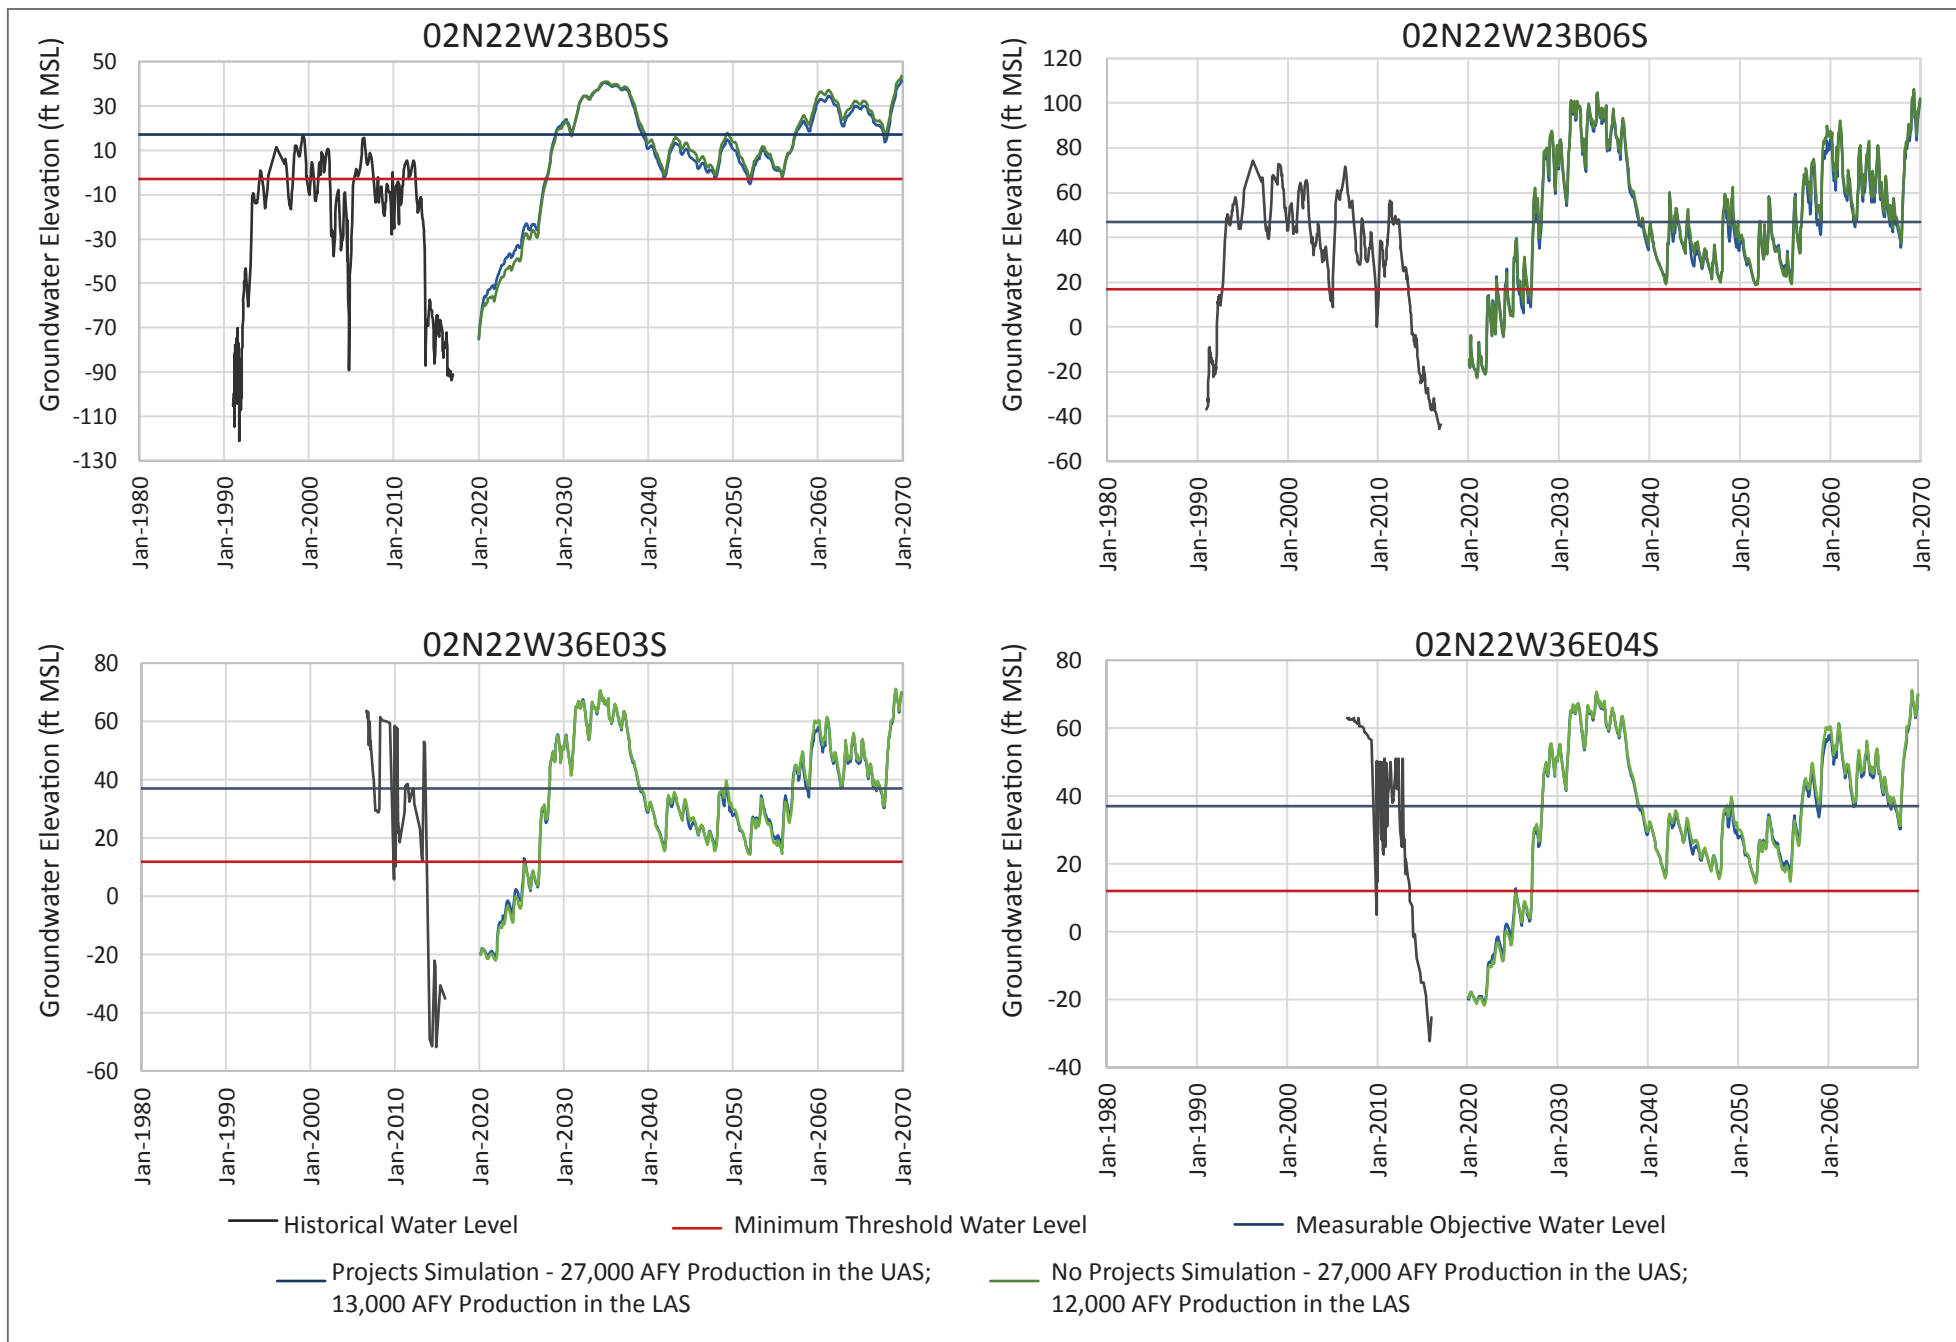 02N22W23B05S
Groundwater Elevation (ft MSL)
50
30
10
-10
-30
-50
-70
-90
-110
-130
Jan-1980
Jan-1990
Jan-2000
Jan-2010
Jan-2020
Jan-2030
Jan-2040
Jan-2050
Jan-2060
Jan-2070
02N22W23B06S
Groundwater Elevation (ft MSL)
120
100
80
60
40
20
0
-20
-40
-60
Jan-1980
Jan-1990
Jan-2000
Jan-2010
Jan-2020
Jan-2030
Jan-2040
Jan-2050
Jan-2060
Jan-2070
02N22W36E03S
Groundwater Elevation (ft MSL)
80
60
40
20
0
-20
-40
-60
Jan-1980
Jan-1990
Jan-2000
Jan-2010
Jan-2020
Jan-2030
Jan-2040
Jan-2050
Jan-2060
Jan-2070
02N22W36E04S
Groundwater Elevation (ft MSL)
80
60
40
20
0
-20
-40
Jan-1980
Jan-1990
Jan-2000
Jan-2010
Jan-2020
Jan-2030
Jan-2040
Jan-2050
Jan-2060
Historical Water Level
Minimum Threshold Water Level
Measurable Objective Water Level
Projects Simulation - 27,000 AFY Production in the UAS;
13,000 AFY Production in the LAS
No Projects Simulation - 27,000 AFY Production in the UAS;
12,000 AFY Production in the LAS